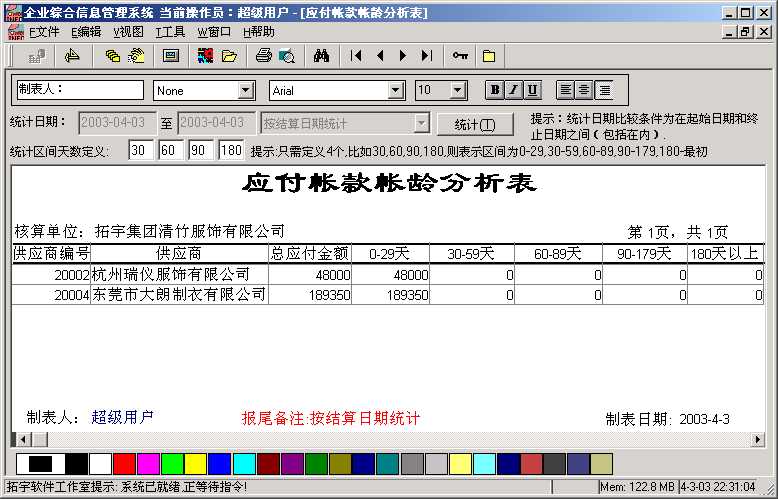 企业综合信息管理系统 当前操作员：超级用户 - [应付帐款帐龄分析表]
F文件 E编辑 V视图 T工具 W窗口 H帮助
制表人： None Arial 10 B I U
统计日期： 2003-04-03 至 2003-04-03 按结算日期统计 统计(T) 提示：统计日期比较条件为在起始日期和终
止日期之间（包括在内）.
统计区间天数定义: 30 60 90 180 提示:只需定义4个,比如30,60,90,180,则表示区间为0-29,30-59,60-89,90-179,180-最初
应付帐款帐龄分析表
核算单位：拓宇集团清竹服饰有限公司 第 1页，共 1页
供应商编号 供应商 总应付金额 0-29天 30-59天 60-89天 90-179天 180天以上
20002 杭州瑞仪服饰有限公司 48000 48000 0 0 0 0
20004 东莞市大朗制衣有限公司 189350 189350 0 0 0 0
制表人： 超级用户 报尾备注:按结算日期统计 制表日期: 2003-4-3
拓宇软件工作室提示: 系统已就绪,正等待指令! Mem: 122.8 MB 4-3-03 22:31:04